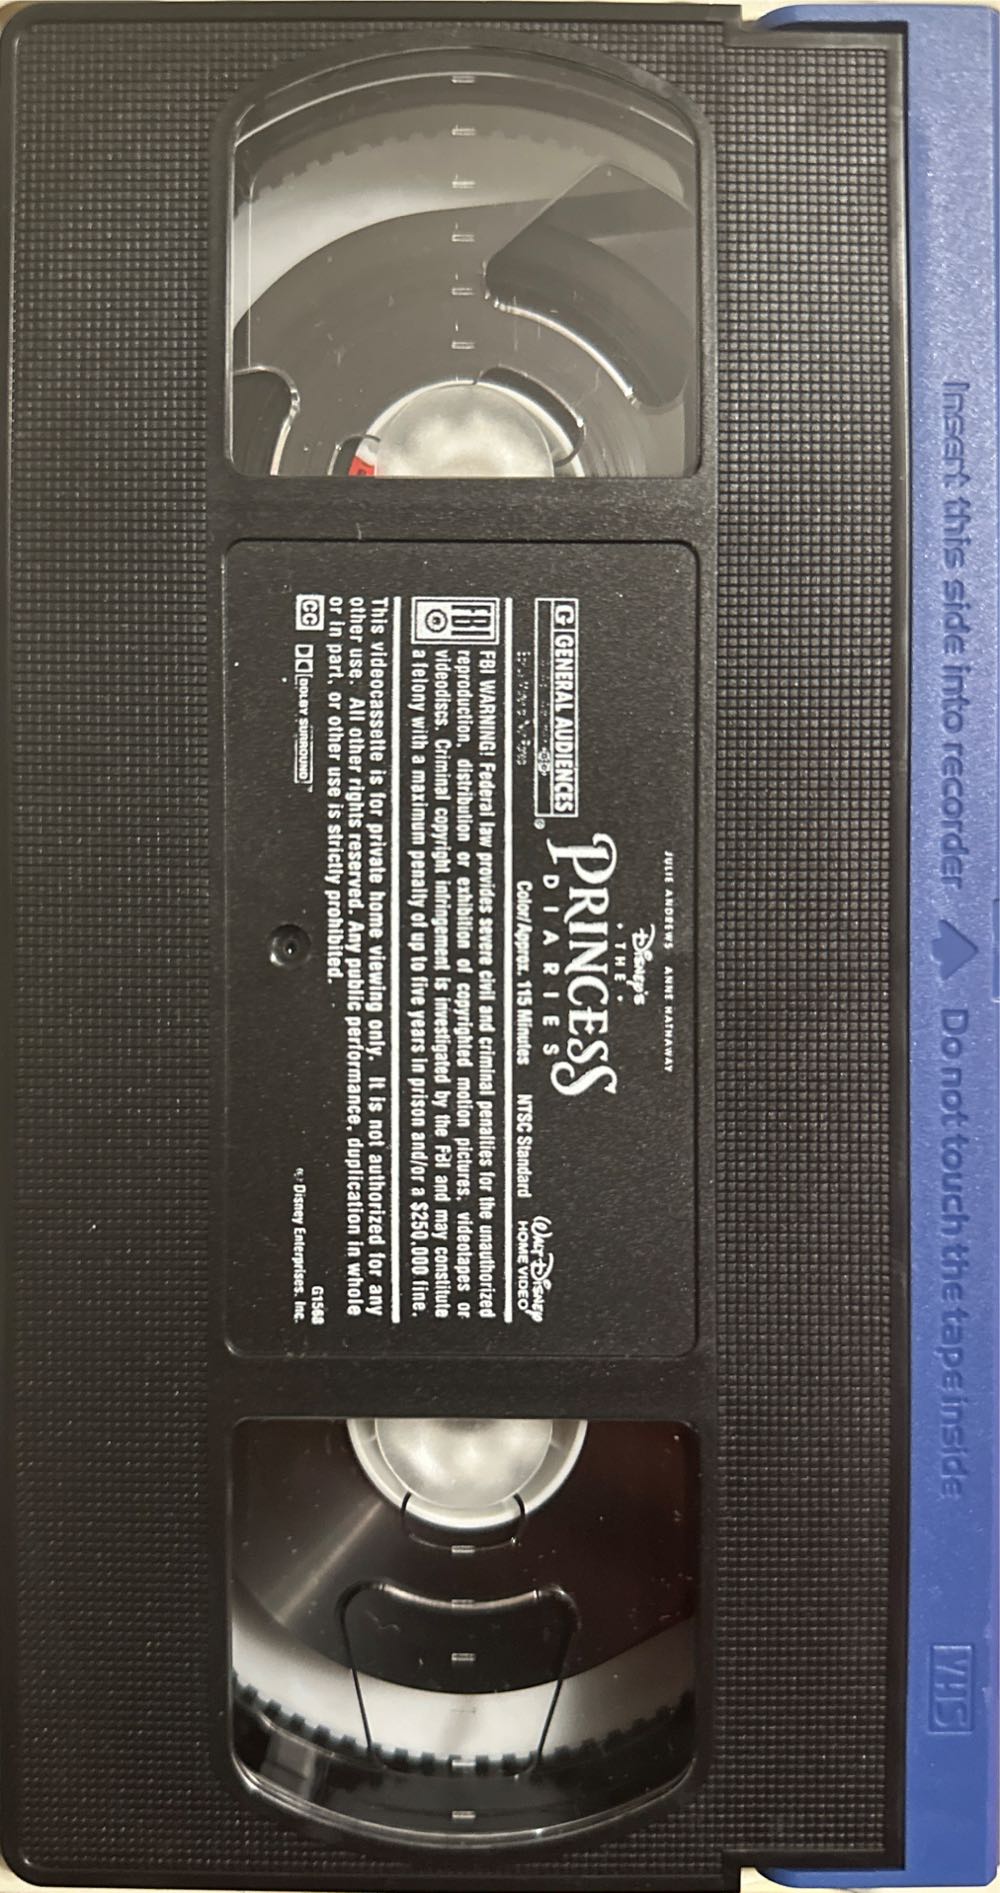 Insert this side into recorder ▲ Do not touch the tape inside
VHS
JULIE ANDREWS ANNE HATHAWAY
Disney's
• THE •
PRINCESS
DIARIES
G GENERAL AUDIENCES
®
Color/Approx. 115 Minutes NTSC Standard
WALT DISNEY
HOME VIDEO
FBI
FBI WARNING! Federal law provides severe civil and criminal penalties for the unauthorized
reproduction, distribution or exhibition of copyrighted motion pictures, videotapes or
videodiscs. Criminal copyright infringement is investigated by the FBI and may constitute
a felony with a maximum penalty of up to five years in prison and/or a $250,000 fine.
This videocassette is for private home viewing only. It is not authorized for any
other use. All other rights reserved. Any public performance, duplication in whole
or in part, or other use is strictly prohibited.
CC DOLBY SURROUND
G1568
© Disney Enterprises, Inc.